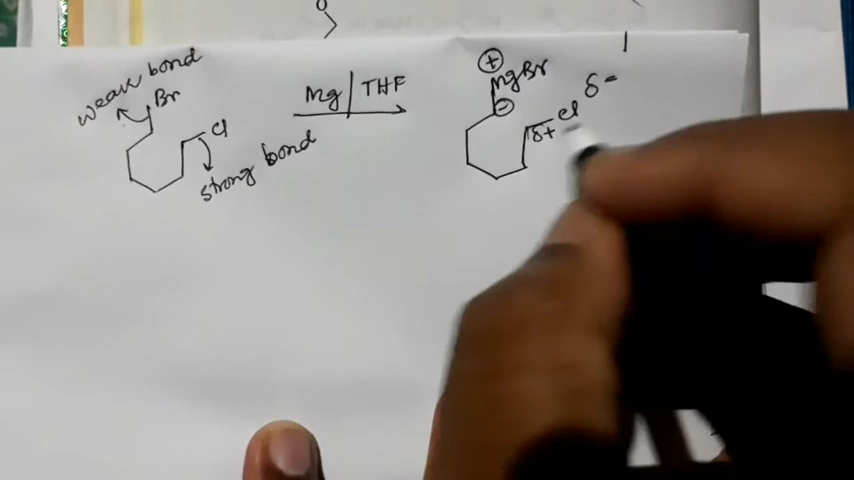 weak bond
Br
Cl
strong bond
Mg | THF
⊕
MgBr
⊖
Cl
δ-
δ+